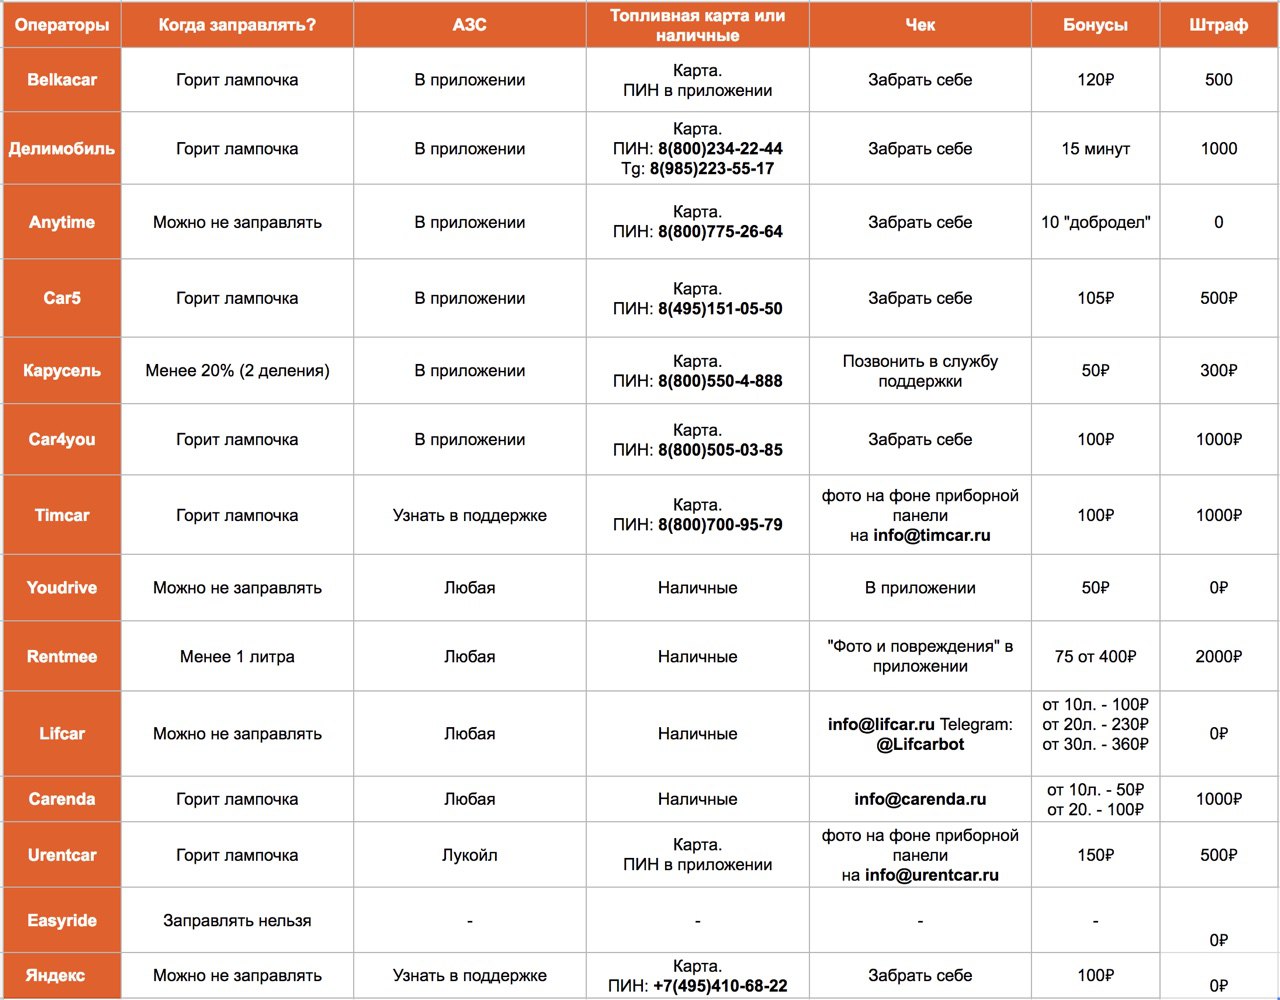 Операторы
Когда заправлять?
АЗС
Топливная карта или
наличные
Чек
Бонусы
Штраф
Belkacar
Горит лампочка
В приложении
Карта.
ПИН в приложении
Забрать себе
120₽
500
Делимобиль
Горит лампочка
В приложении
Карта.
ПИН: 8(800)234-22-44
Tg: 8(985)223-55-17
Забрать себе
15 минут
1000
Anytime
Можно не заправлять
В приложении
Карта.
ПИН: 8(800)775-26-64
Забрать себе
10 "добродел"
0
Car5
Горит лампочка
В приложении
Карта.
ПИН: 8(495)151-05-50
Забрать себе
105₽
500₽
Карусель
Менее 20% (2 деления)
В приложении
Карта.
ПИН: 8(800)550-4-888
Позвонить в службу
поддержки
50₽
300₽
Car4you
Горит лампочка
В приложении
Карта.
ПИН: 8(800)505-03-85
Забрать себе
100₽
1000₽
Timcar
Горит лампочка
Узнать в поддержке
Карта.
ПИН: 8(800)700-95-79
фото на фоне приборной
панели
на info@timcar.ru
100₽
1000₽
Youdrive
Можно не заправлять
Любая
Наличные
В приложении
50₽
0₽
Rentmee
Менее 1 литра
Любая
Наличные
"Фото и повреждения" в
приложении
75 от 400₽
2000₽
Lifcar
Можно не заправлять
Любая
Наличные
info@lifcar.ru Telegram:
@Lifcarbot
от 10л. - 100₽
от 20л. - 230₽
от 30л. - 360₽
0₽
Carenda
Горит лампочка
Любая
Наличные
info@carenda.ru
от 10л. - 50₽
от 20. - 100₽
1000₽
Urentcar
Горит лампочка
Лукойл
Карта.
ПИН в приложении
фото на фоне приборной
панели
на info@urentcar.ru
150₽
500₽
Easyride
Заправлять нельзя
-
-
-
-
0₽
Яндекс
Можно не заправлять
Узнать в поддержке
Карта.
ПИН: +7(495)410-68-22
Забрать себе
100₽
0₽